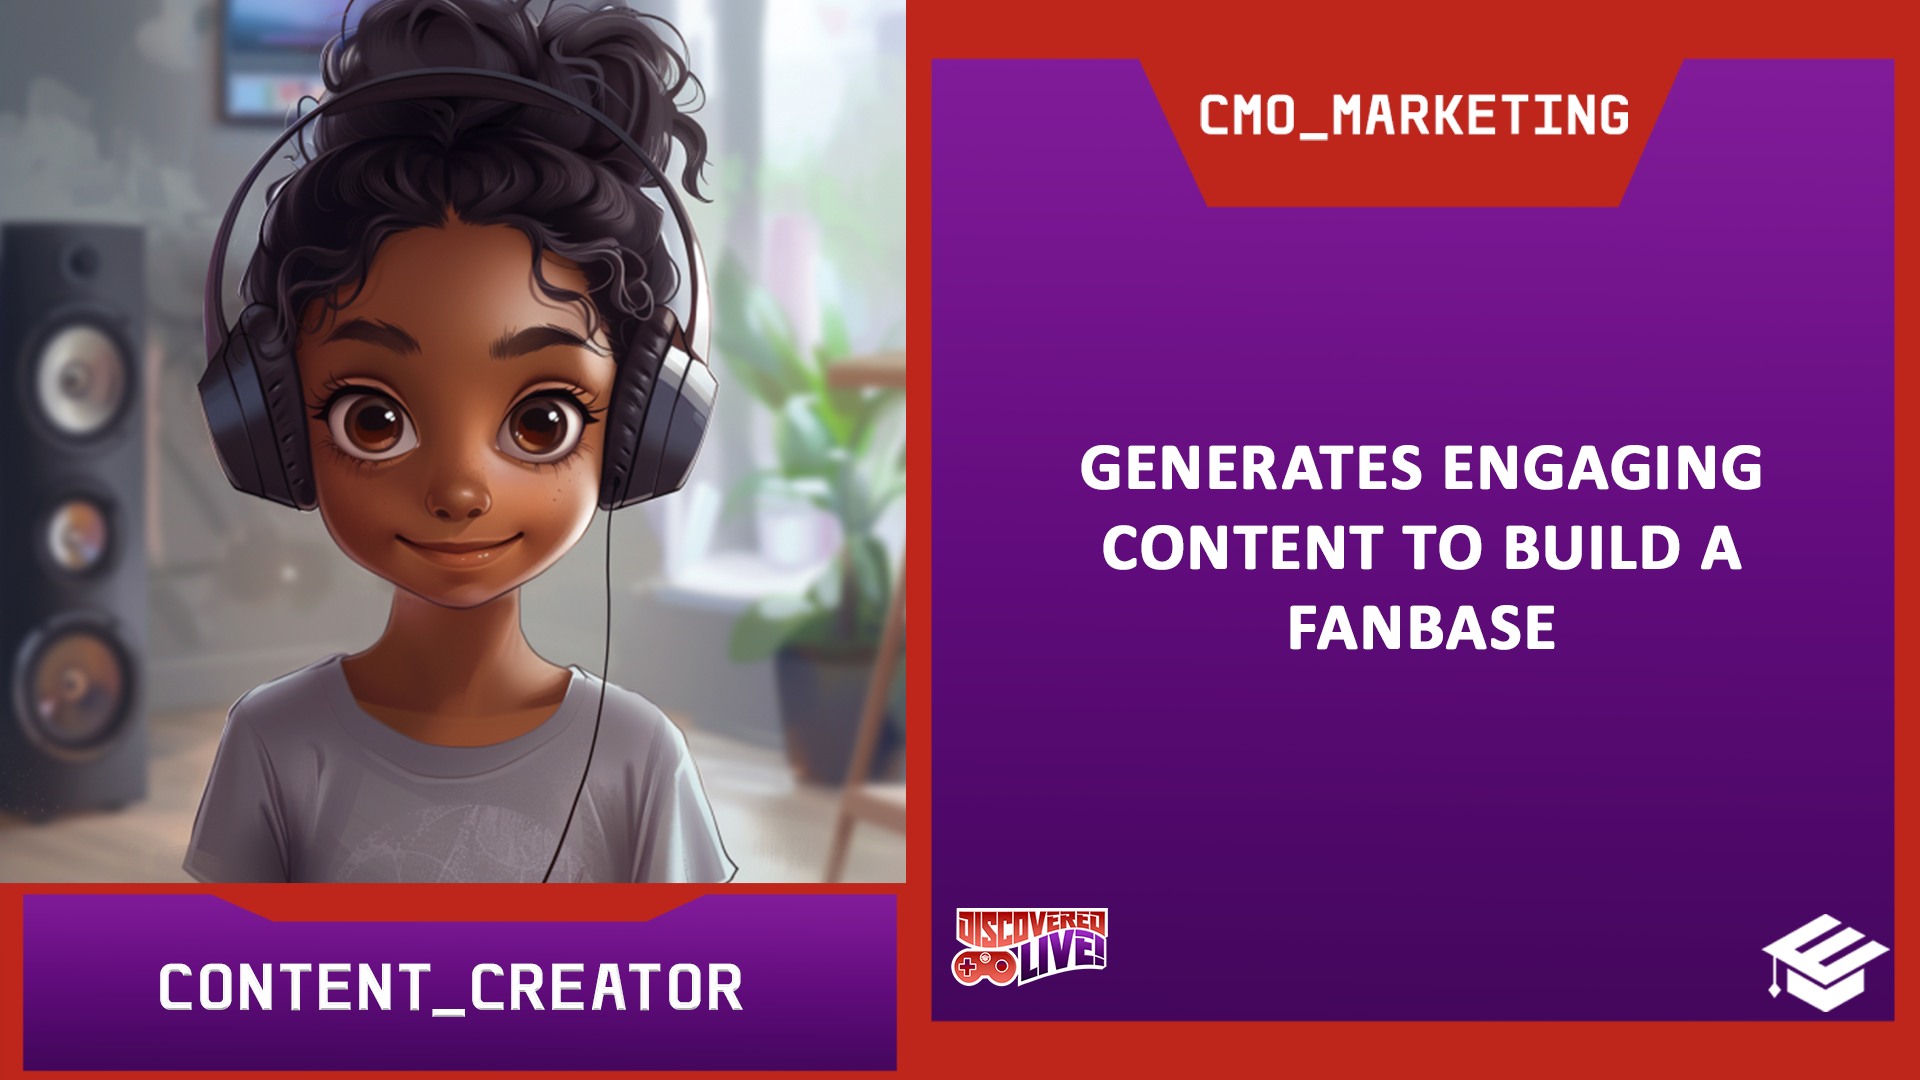 CMO_MARKETING
GENERATES ENGAGING
CONTENT TO BUILD A
FANBASE
CONTENT_CREATOR
DISCOVERED
LIVE!